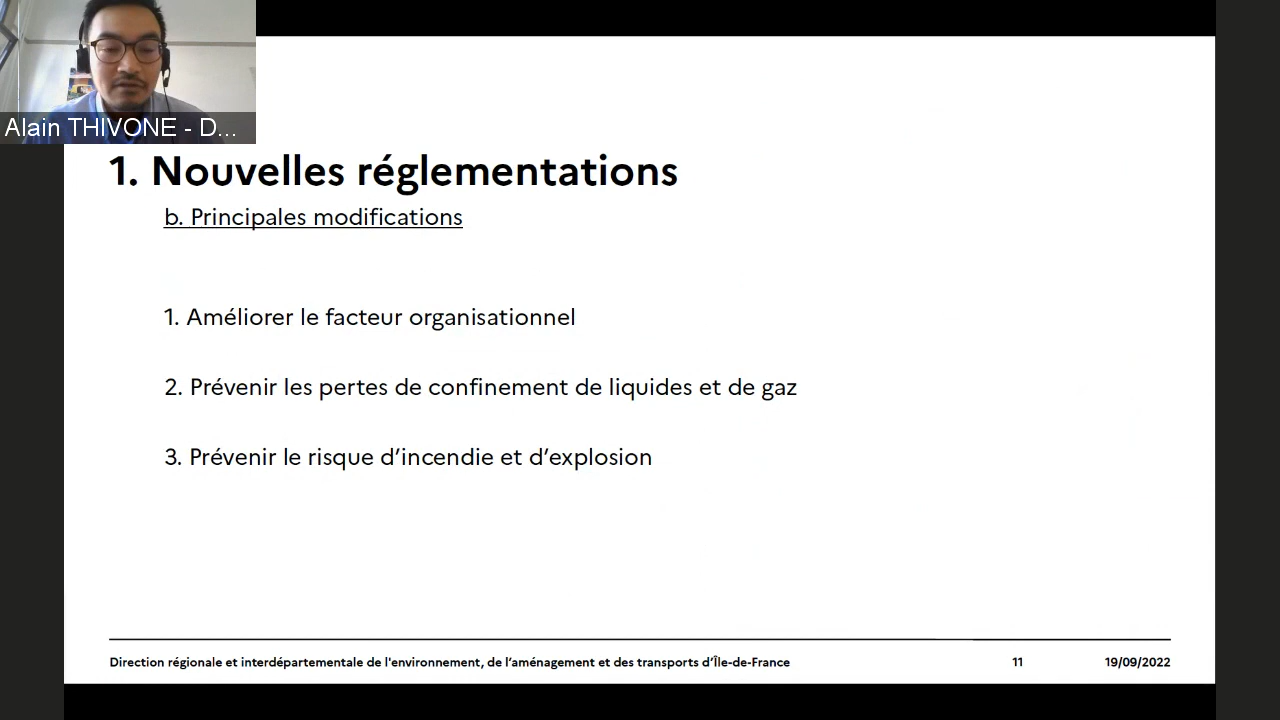 Alain THIVONE - D...
1. Nouvelles réglementations
b. Principales modifications
1. Améliorer le facteur organisationnel
2. Prévenir les pertes de confinement de liquides et de gaz
3. Prévenir le risque d’incendie et d’explosion
Direction régionale et interdépartementale de l'environnement, de l’aménagement et des transports d’Île-de-France 11 19/09/2022